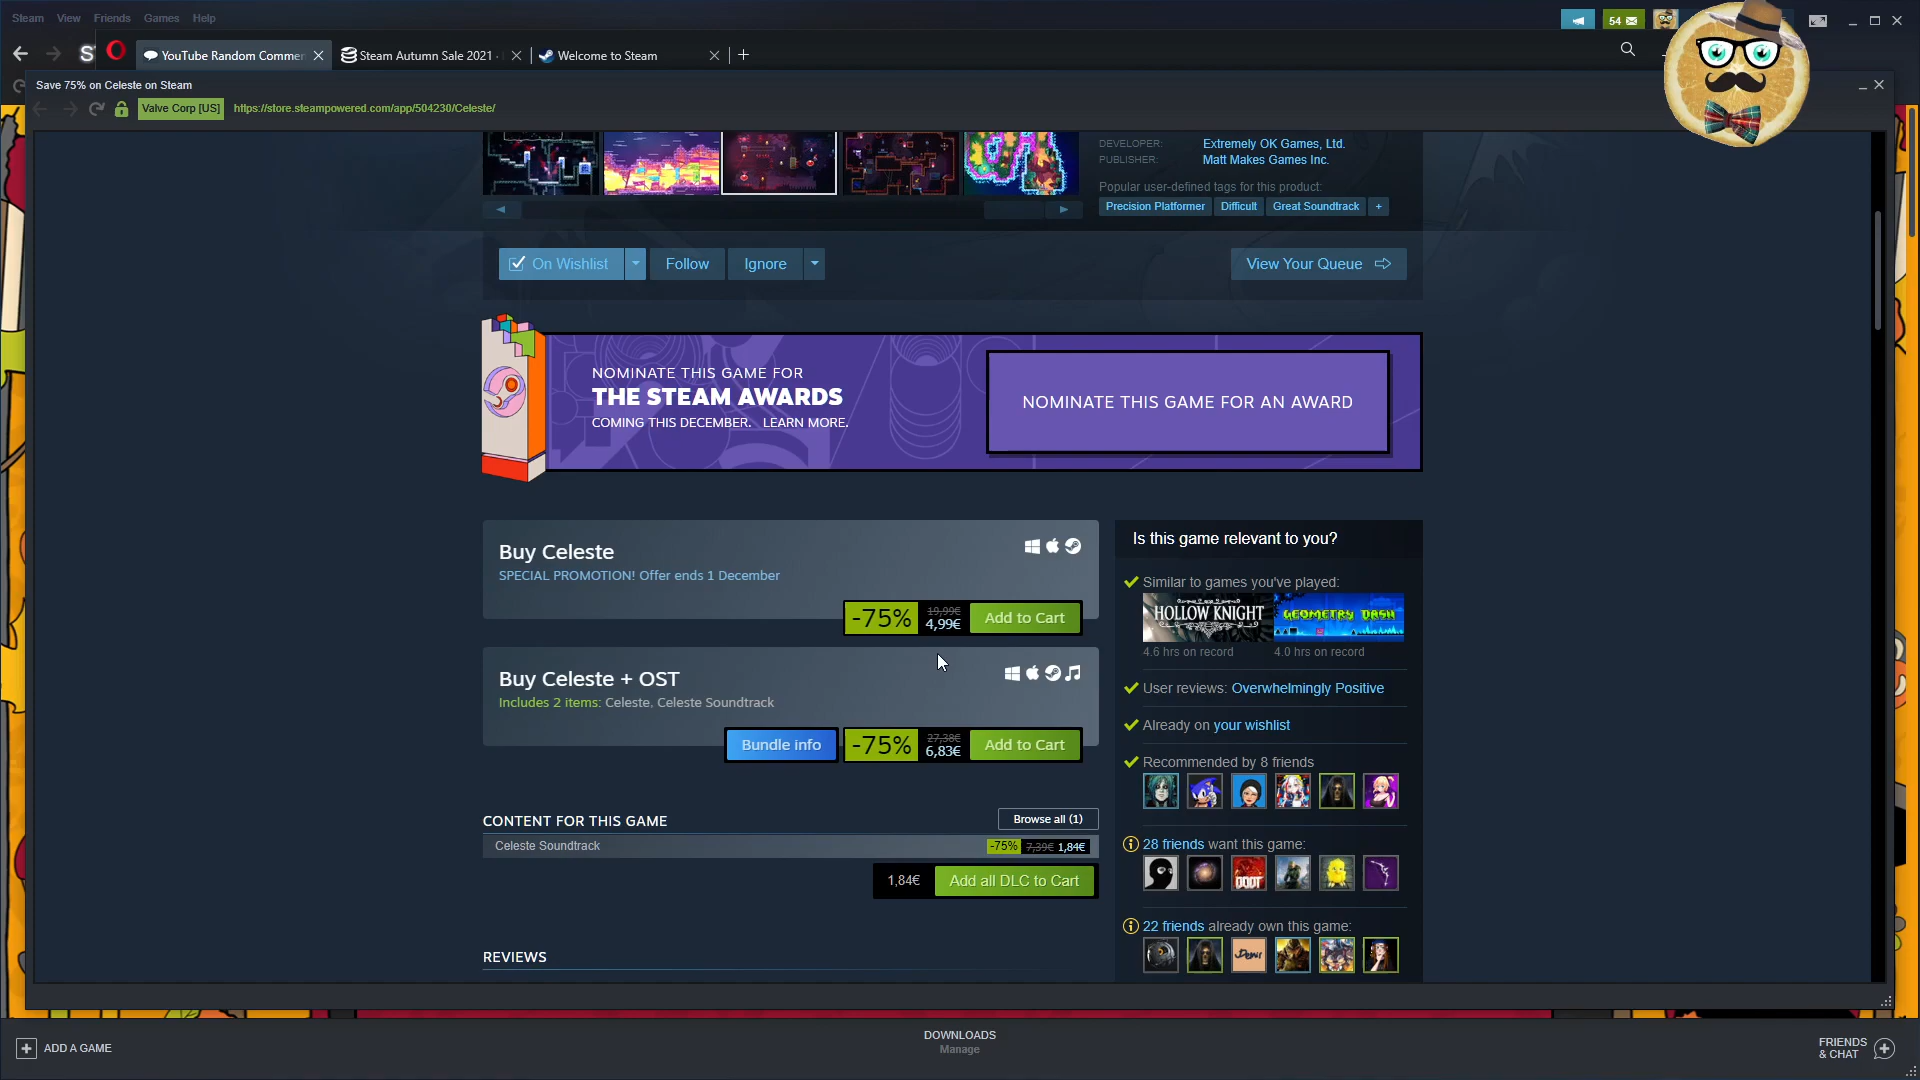 Steam View Friends Games Help
54
YouTube Random Commen
Steam Autumn Sale 2021 -
Welcome to Steam
Save 75% on Celeste on Steam
Valve Corp [US]
https://store.steampowered.com/app/504230/Celeste/
DEVELOPER: Extremely OK Games, Ltd.
PUBLISHER: Matt Makes Games Inc.
Popular user-defined tags for this product:
Precision Platformer Difficult Great Soundtrack +
On Wishlist Follow Ignore View Your Queue
NOMINATE THIS GAME FOR
THE STEAM AWARDS
COMING THIS DECEMBER. LEARN MORE.
NOMINATE THIS GAME FOR AN AWARD
Buy Celeste
SPECIAL PROMOTION! Offer ends 1 December
-75% 19,99€ 4,99€ Add to Cart
Buy Celeste + OST
Includes 2 items: Celeste, Celeste Soundtrack
Bundle info -75% 27,38€ 6,83€ Add to Cart
CONTENT FOR THIS GAME Browse all (1)
Celeste Soundtrack -75% 7,39€ 1,84€
1,84€ Add all DLC to Cart
REVIEWS
Is this game relevant to you?
Similar to games you've played:
HOLLOW KNIGHT GEOMETRY DASH
4.6 hrs on record 4.0 hrs on record
User reviews: Overwhelmingly Positive
Already on your wishlist
Recommended by 8 friends
28 friends want this game:
DOOT
22 friends already own this game:
ADD A GAME
DOWNLOADS
Manage
FRIENDS
& CHAT